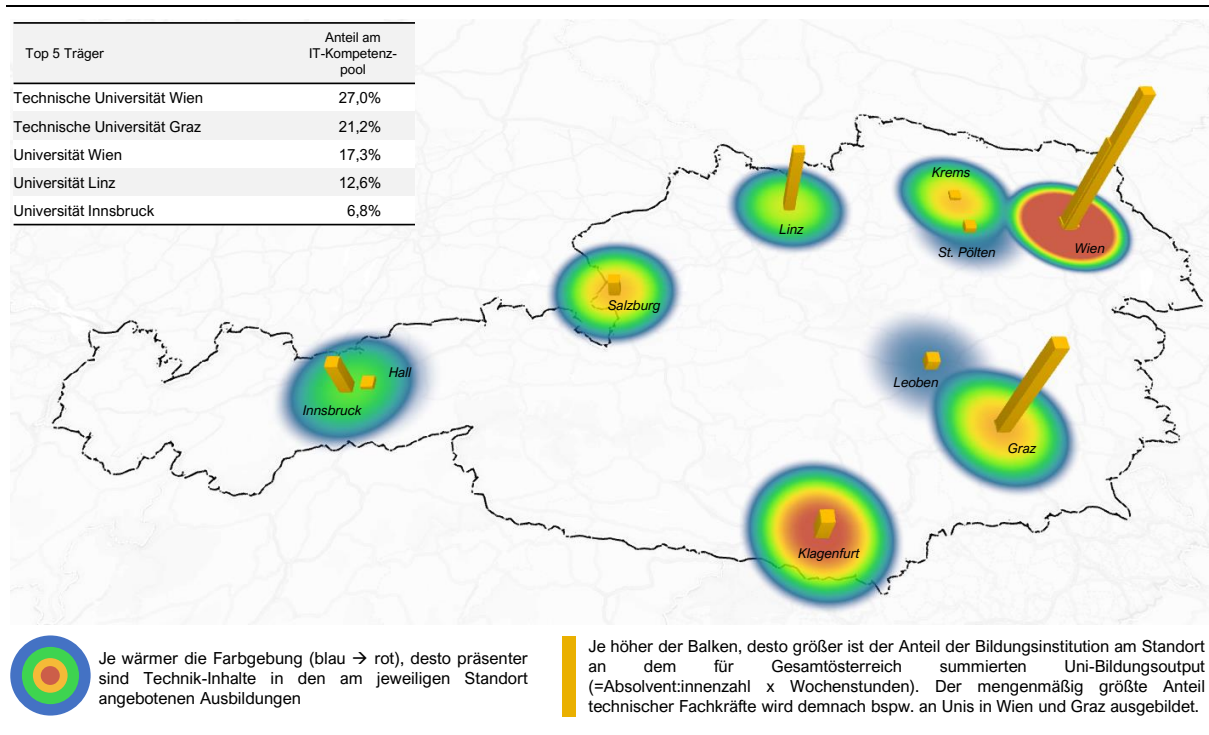 Top 5 Träger
Anteil am
IT-Kompetenz-
pool
Technische Universität Wien 27,0%
Technische Universität Graz 21,2%
Universität Wien 17,3%
Universität Linz 12,6%
Universität Innsbruck 6,8%
Krems
Linz
St. Pölten
Wien
Salzburg
Hall
Innsbruck
Leoben
Graz
Klagenfurt
Je wärmer die Farbgebung (blau → rot), desto präsenter
sind Technik-Inhalte in den am jeweiligen Standort
angebotenen Ausbildungen
Je höher der Balken, desto größer ist der Anteil der Bildungsinstitution am Standort
an dem für Gesamtösterreich summierten Uni-Bildungsoutput
(=Absolvent:innenzahl x Wochenstunden). Der mengenmäßig größte Anteil
technischer Fachkräfte wird demnach bspw. an Unis in Wien und Graz ausgebildet.